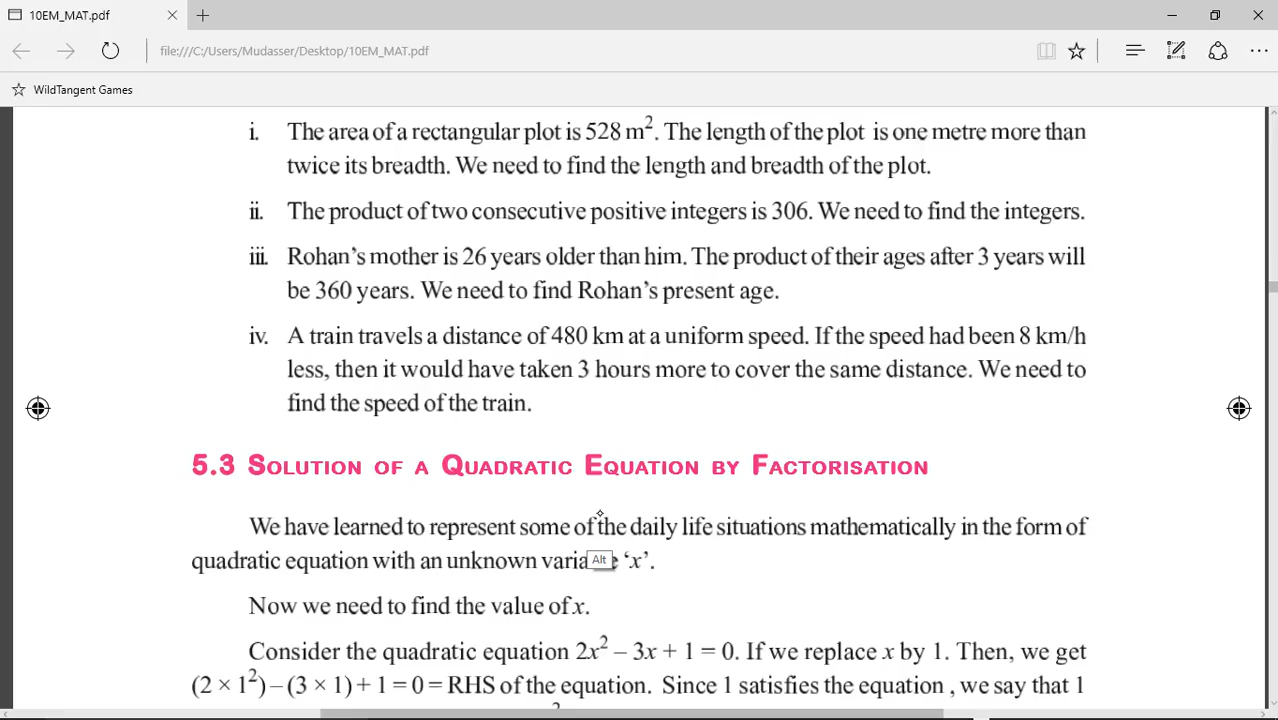 10EM_MAT.pdf
file:///C:/Users/Mudasser/Desktop/10EM_MAT.pdf
WildTangent Games
i. The area of a rectangular plot is 528 m². The length of the plot is one metre more than
twice its breadth. We need to find the length and breadth of the plot.
ii. The product of two consecutive positive integers is 306. We need to find the integers.
iii. Rohan's mother is 26 years older than him. The product of their ages after 3 years will
be 360 years. We need to find Rohan's present age.
iv. A train travels a distance of 480 km at a uniform speed. If the speed had been 8 km/h
less, then it would have taken 3 hours more to cover the same distance. We need to
find the speed of the train.
5.3 SOLUTION OF A QUADRATIC EQUATION BY FACTORISATION
We have learned to represent some of the daily life situations mathematically in the form of
quadratic equation with an unknown ‘x’.
Alt
Now we need to find the value of x.
Consider the quadratic equation 2x² – 3x + 1 = 0. If we replace x by 1. Then, we get
(2 × 1²) – (3 × 1) + 1 = 0 = RHS of the equation. Since 1 satisfies the equation , we say that 1